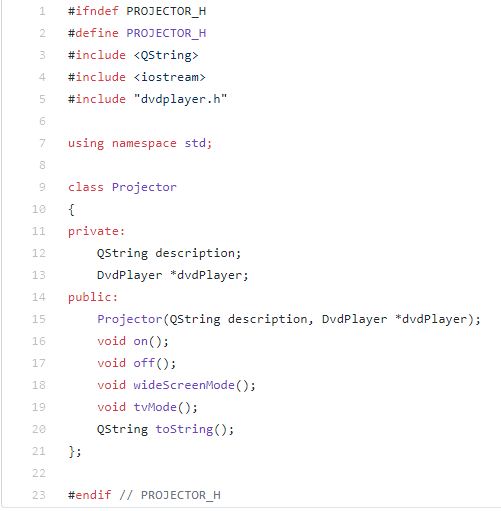 1 #ifndef PROJECTOR_H
2 #define PROJECTOR_H
3 #include <QString>
4 #include <iostream>
5 #include "dvdplayer.h"
6
7 using namespace std;
8
9 class Projector
10 {
11 private:
12     QString description;
13     DvdPlayer *dvdPlayer;
14 public:
15     Projector(QString description, DvdPlayer *dvdPlayer);
16     void on();
17     void off();
18     void wideScreenMode();
19     void tvMode();
20     QString toString();
21 };
22
23 #endif // PROJECTOR_H